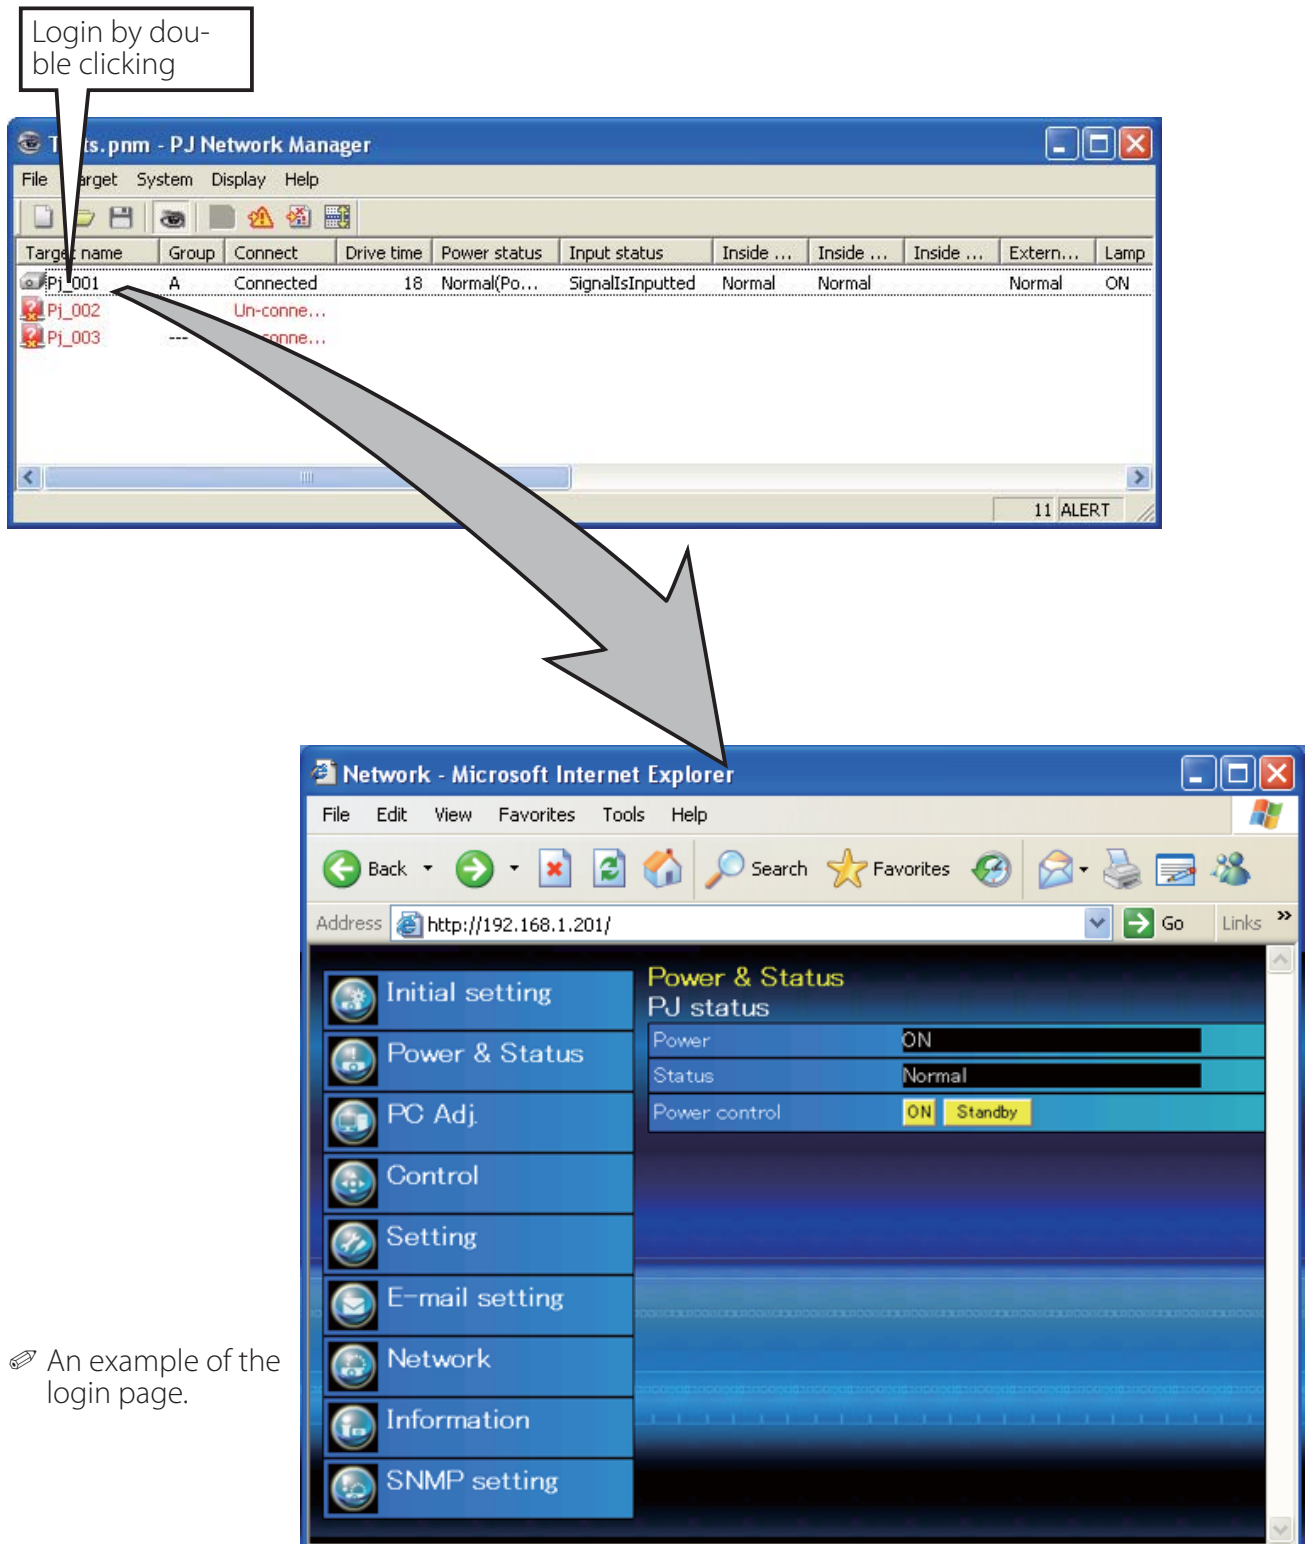 Login by dou-
ble clicking
ts.pnm - PJ Network Manager
File arget System Display Help
Target name Group Connect Drive time Power status Input status Inside ... Inside ... Inside ... Extern... Lamp
Pj_001 A Connected 18 Normal(Po... SignalIsInputted Normal Normal Normal ON
Pj_002 Un-conne...
Pj_003 --- conne...
11 ALERT
Network - Microsoft Internet Explorer
File Edit View Favorites Tools Help
Back Search Favorites
Address http://192.168.1.201/ Go Links »
Initial setting
Power & Status
PC Adj.
Control
Setting
E-mail setting
Network
Information
SNMP setting
Power & Status
PJ status
Power ON
Status Normal
Power control ON Standby
✐ An example of the
login page.